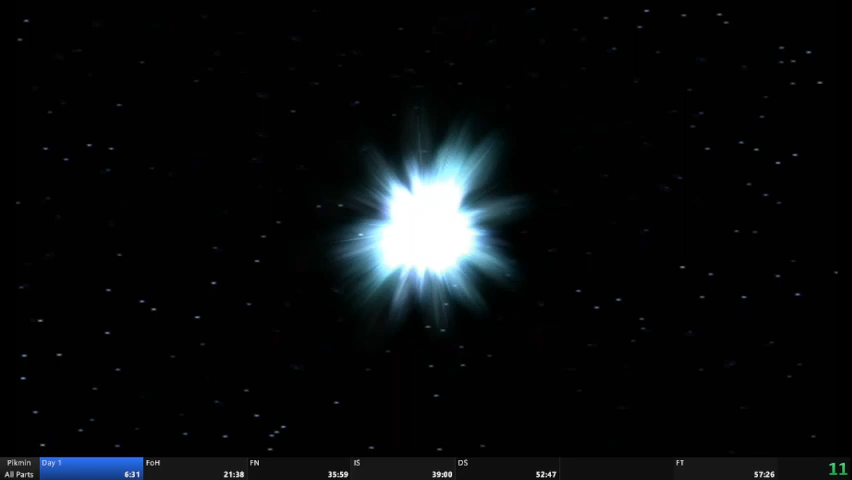 Pikmin Day 1 FoH FN IS DS FT
All Parts 6:31 21:38 35:59 39:00 52:47 57:26 11